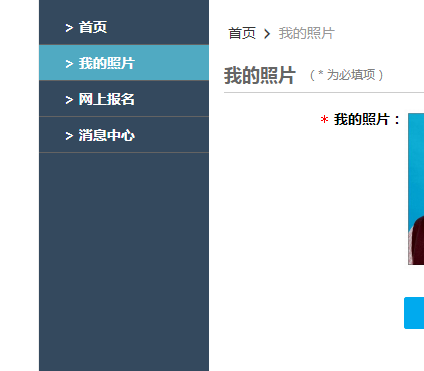 > 首页
> 我的照片
> 网上报名
> 消息中心
首页 > 我的照片
我的照片 ( * 为必填项 )
* 我的照片：